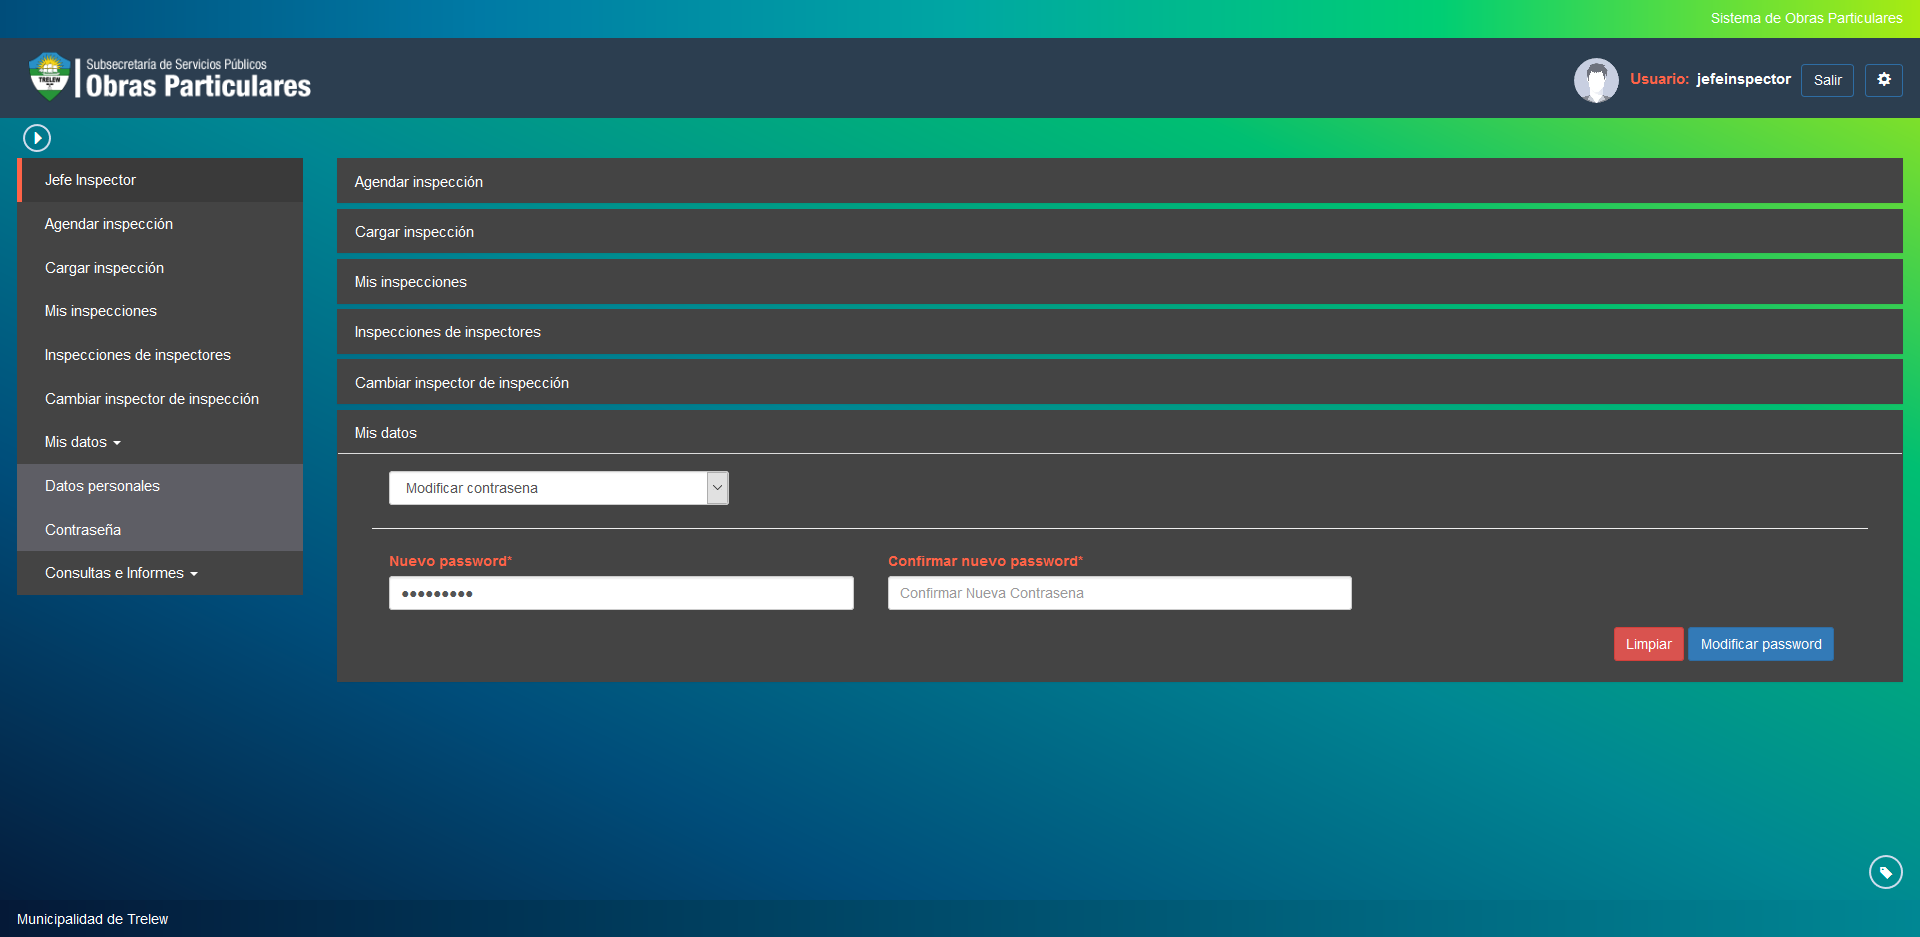 Sistema de Obras Particulares
Subsecretaría de Servicios Públicos
TRELEW
Obras Particulares
Usuario: jefeinspector
Salir
Jefe Inspector
Agendar inspección
Cargar inspección
Mis inspecciones
Inspecciones de inspectores
Cambiar inspector de inspección
Mis datos
Datos personales
Contraseña
Consultas e Informes
Agendar inspección
Cargar inspección
Mis inspecciones
Inspecciones de inspectores
Cambiar inspector de inspección
Mis datos
Modificar contrasena
Nuevo password*
Confirmar nuevo password*
•••••••••
Confirmar Nueva Contrasena
Limpiar
Modificar password
Municipalidad de Trelew